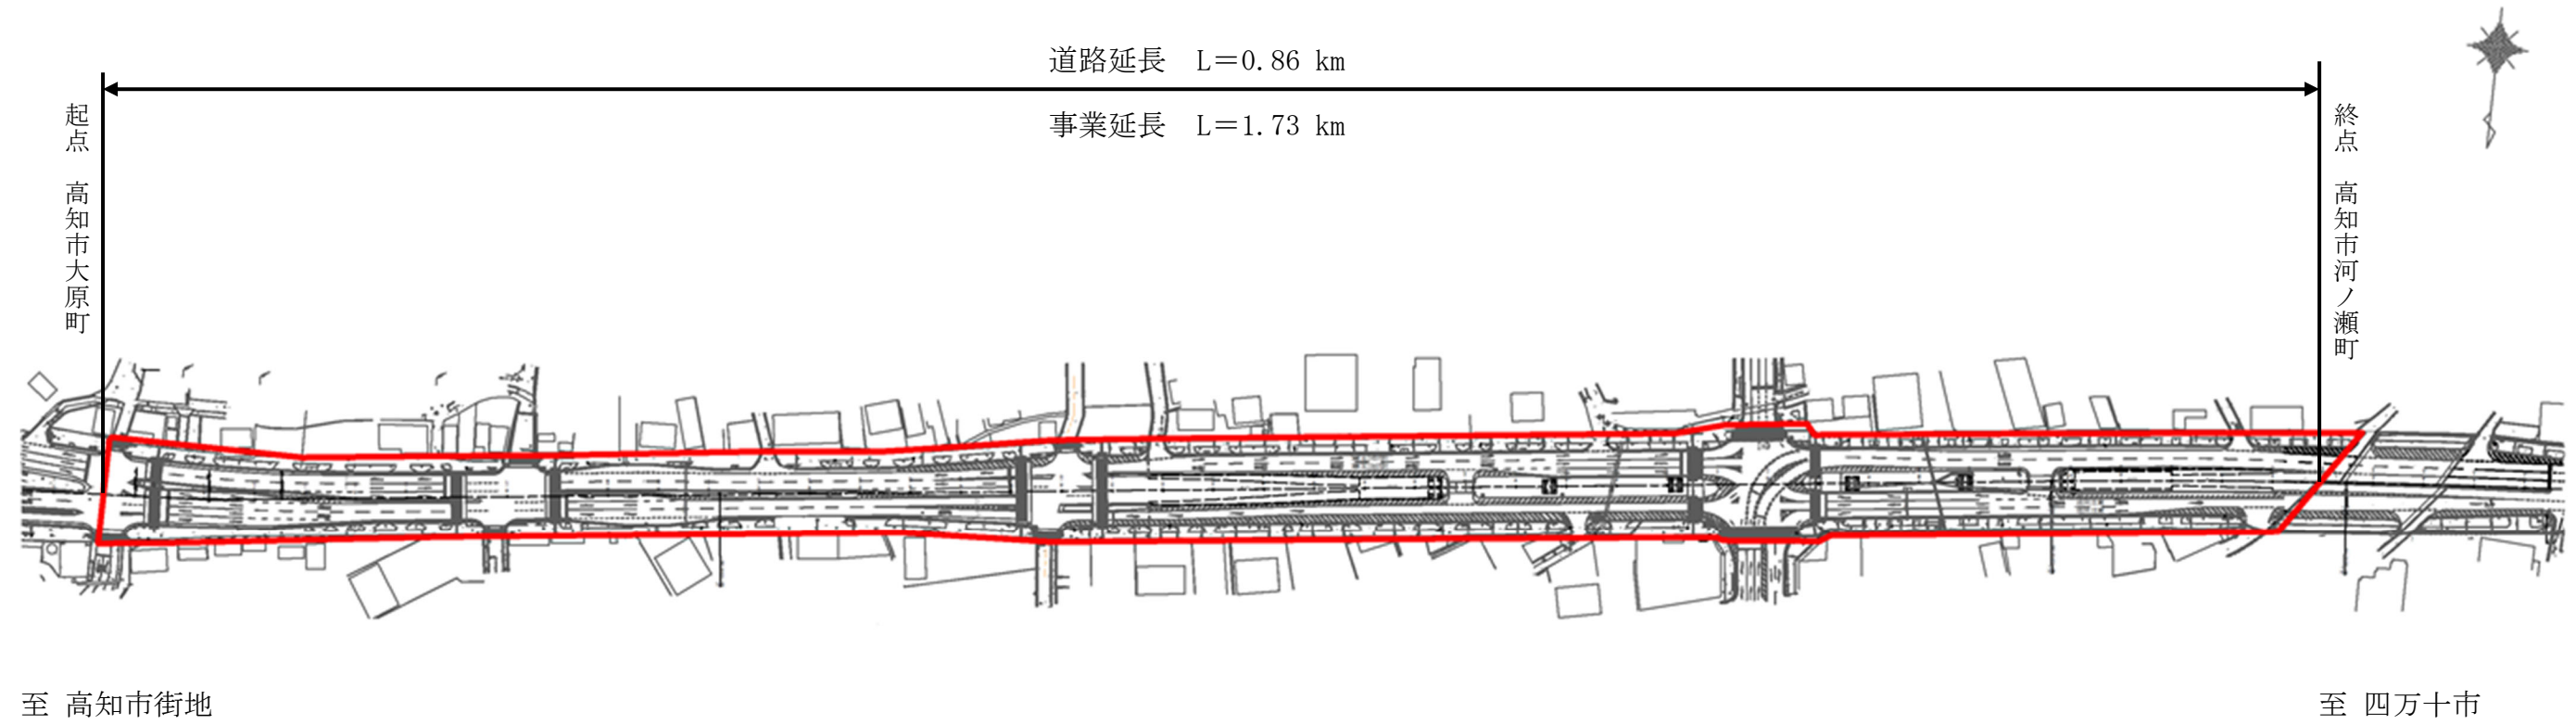 道路延長　L＝0.86 km
事業延長　L＝1.73 km
起点　高知市大原町
終点　高知市河ノ瀬町
至 高知市街地
至 四万十市